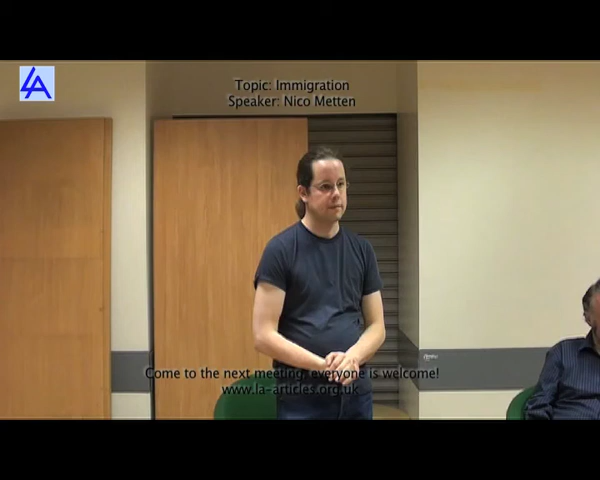 LA
Topic: Immigration
Speaker: Nico Metten
Come to the next meeting, everyone is welcome!
www.la-articles.org.uk